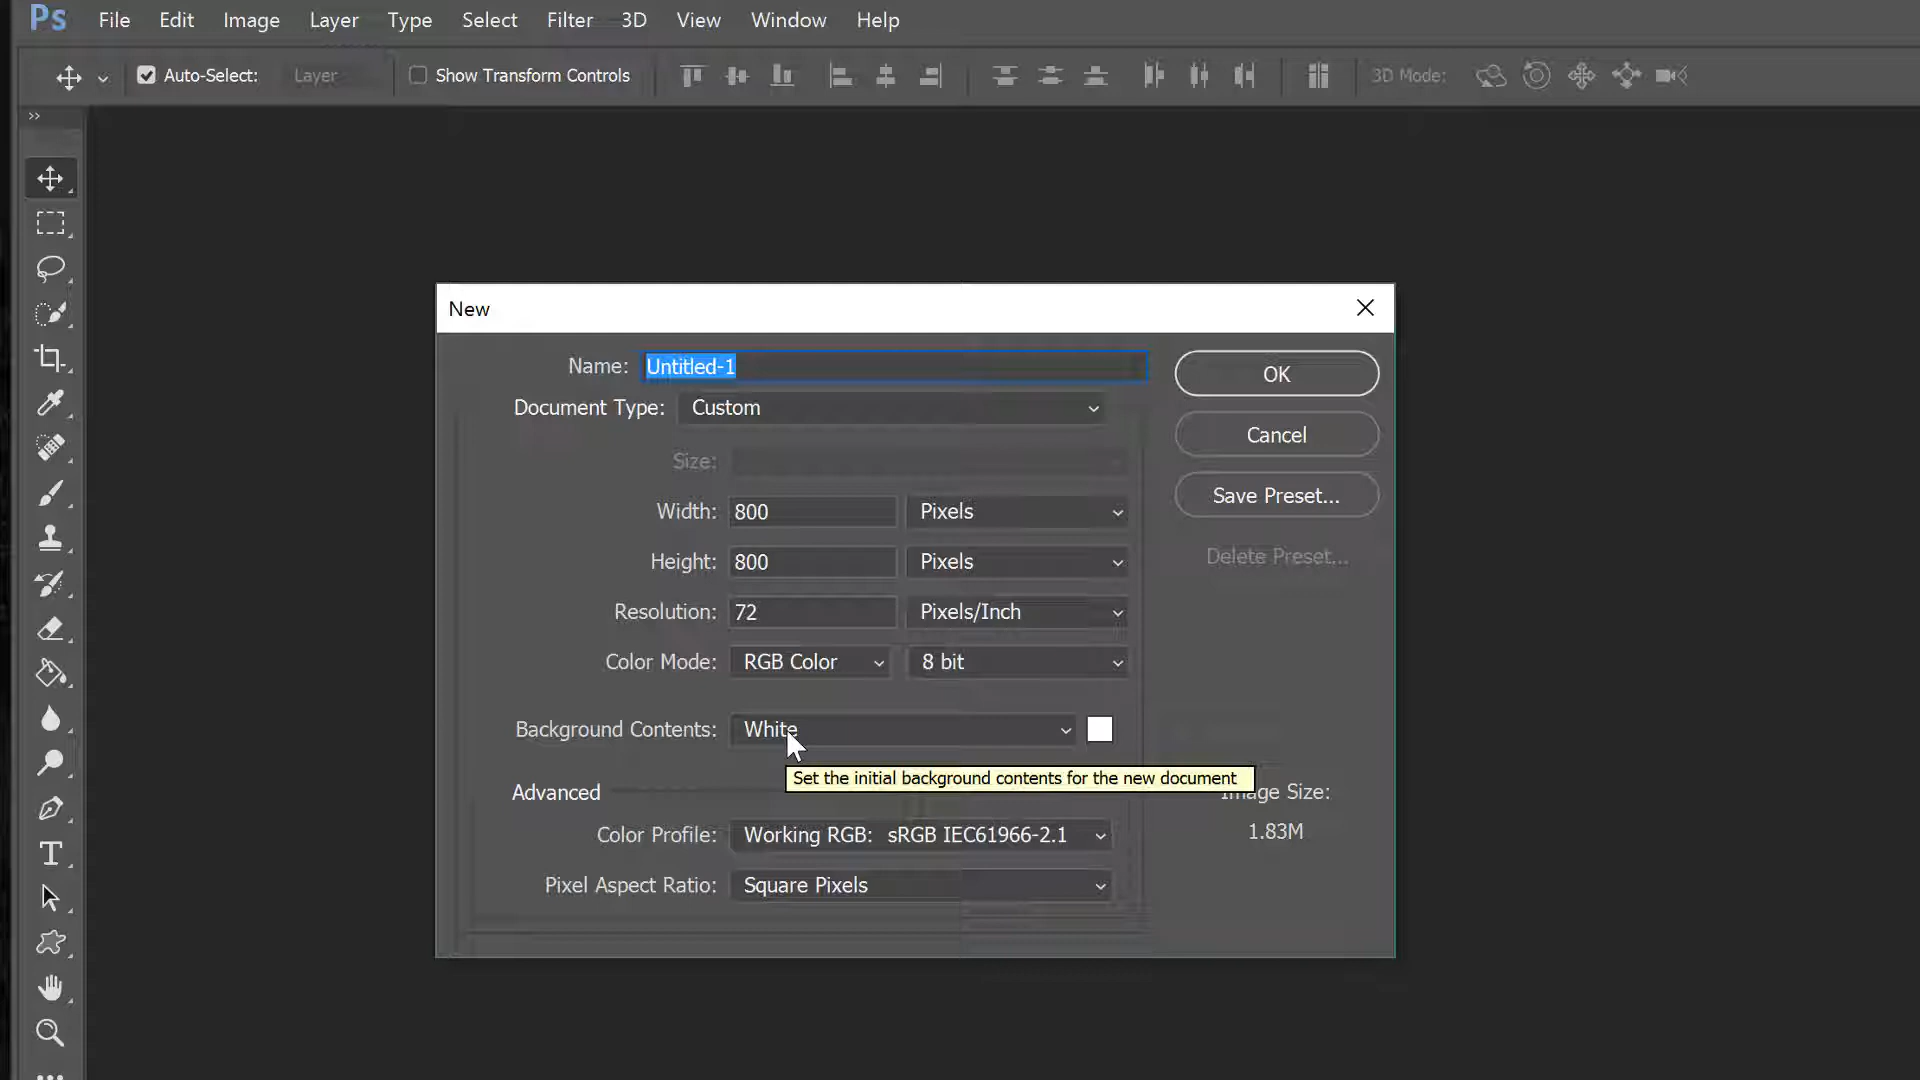 Ps File Edit Image Layer Type Select Filter 3D View Window Help
Auto-Select: Layer Show Transform Controls 3D Mode:
New
Name: Untitled-1 OK
Document Type: Custom
Cancel
Size:
Save Preset...
Width: 800 Pixels
Height: 800 Pixels
Delete Preset...
Resolution: 72 Pixels/Inch
Color Mode: RGB Color 8 bit
Background Contents: White
Set the initial background contents for the new document
Advanced Image Size:
Color Profile: Working RGB: sRGB IEC61966-2.1 1.83M
Pixel Aspect Ratio: Square Pixels